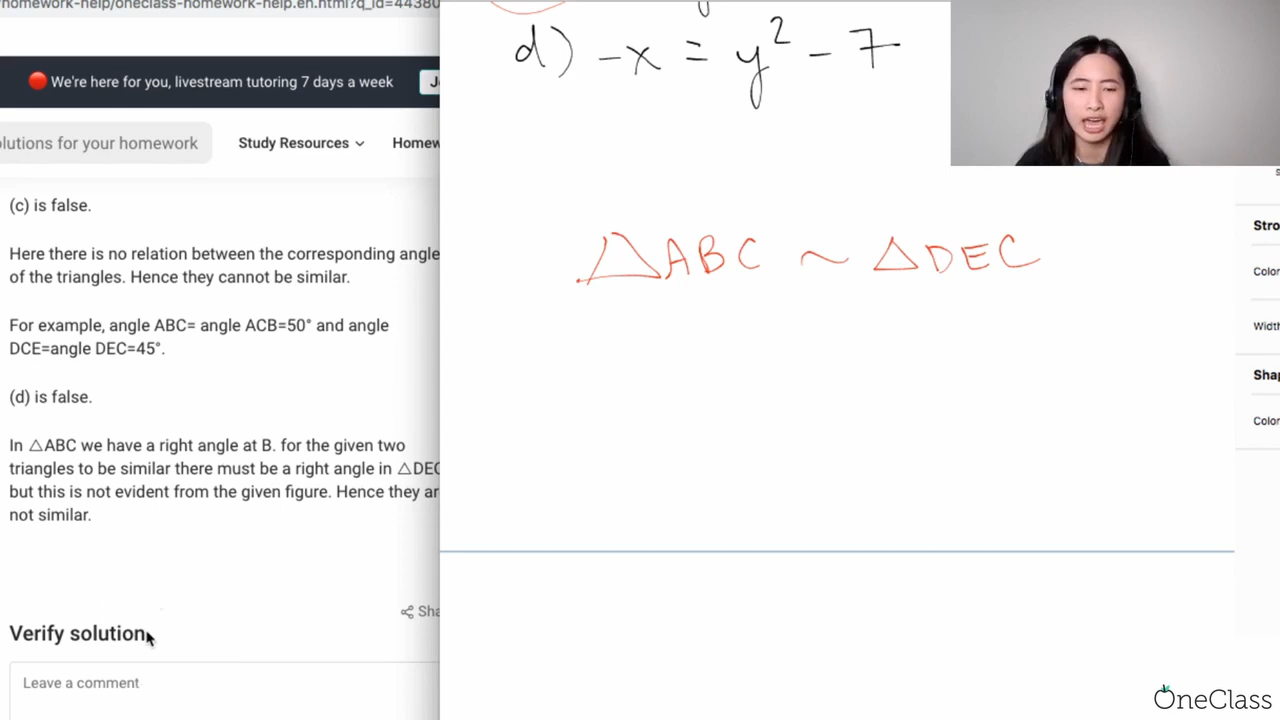 homework-help/oneclass-homework-help.en.html?q_id=44380
We're here for you, livestream tutoring 7 days a week
olutions for your homework
Study Resources
Homew
(c) is false.
Here there is no relation between the corresponding angle
of the triangles. Hence they cannot be similar.
For example, angle ABC= angle ACB=50° and angle
DCE=angle DEC=45°.
(d) is false.
In △ABC we have a right angle at B. for the given two
triangles to be similar there must be a right angle in △DEC
but this is not evident from the given figure. Hence they ar
not similar.
Sha
Verify solution
Leave a comment
d) -x = y² - 7
△ABC ~ △DEC
Stro
Color
Width
Shap
Color
OneClass